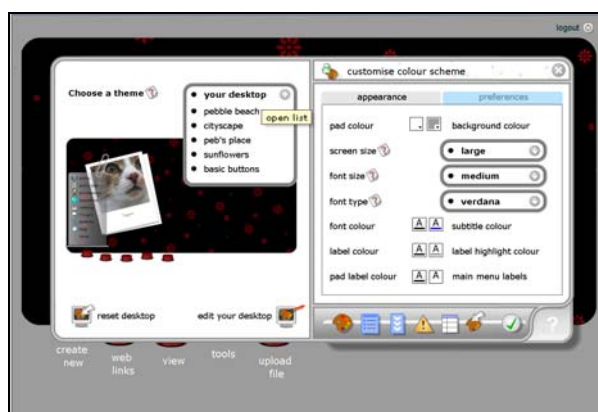 logout
Choose a theme
your desktop
pebble beach
open list
cityscape
peb's place
sunflowers
basic buttons
reset desktop
edit your desktop
customise colour scheme
appearance
preferences
pad colour
background colour
screen size
large
font size
medium
font type
verdana
font colour
A A
subtitle colour
label colour
A A
label highlight colour
pad label colour
A A
main menu labels
?
create new
web links
view
tools
upload file